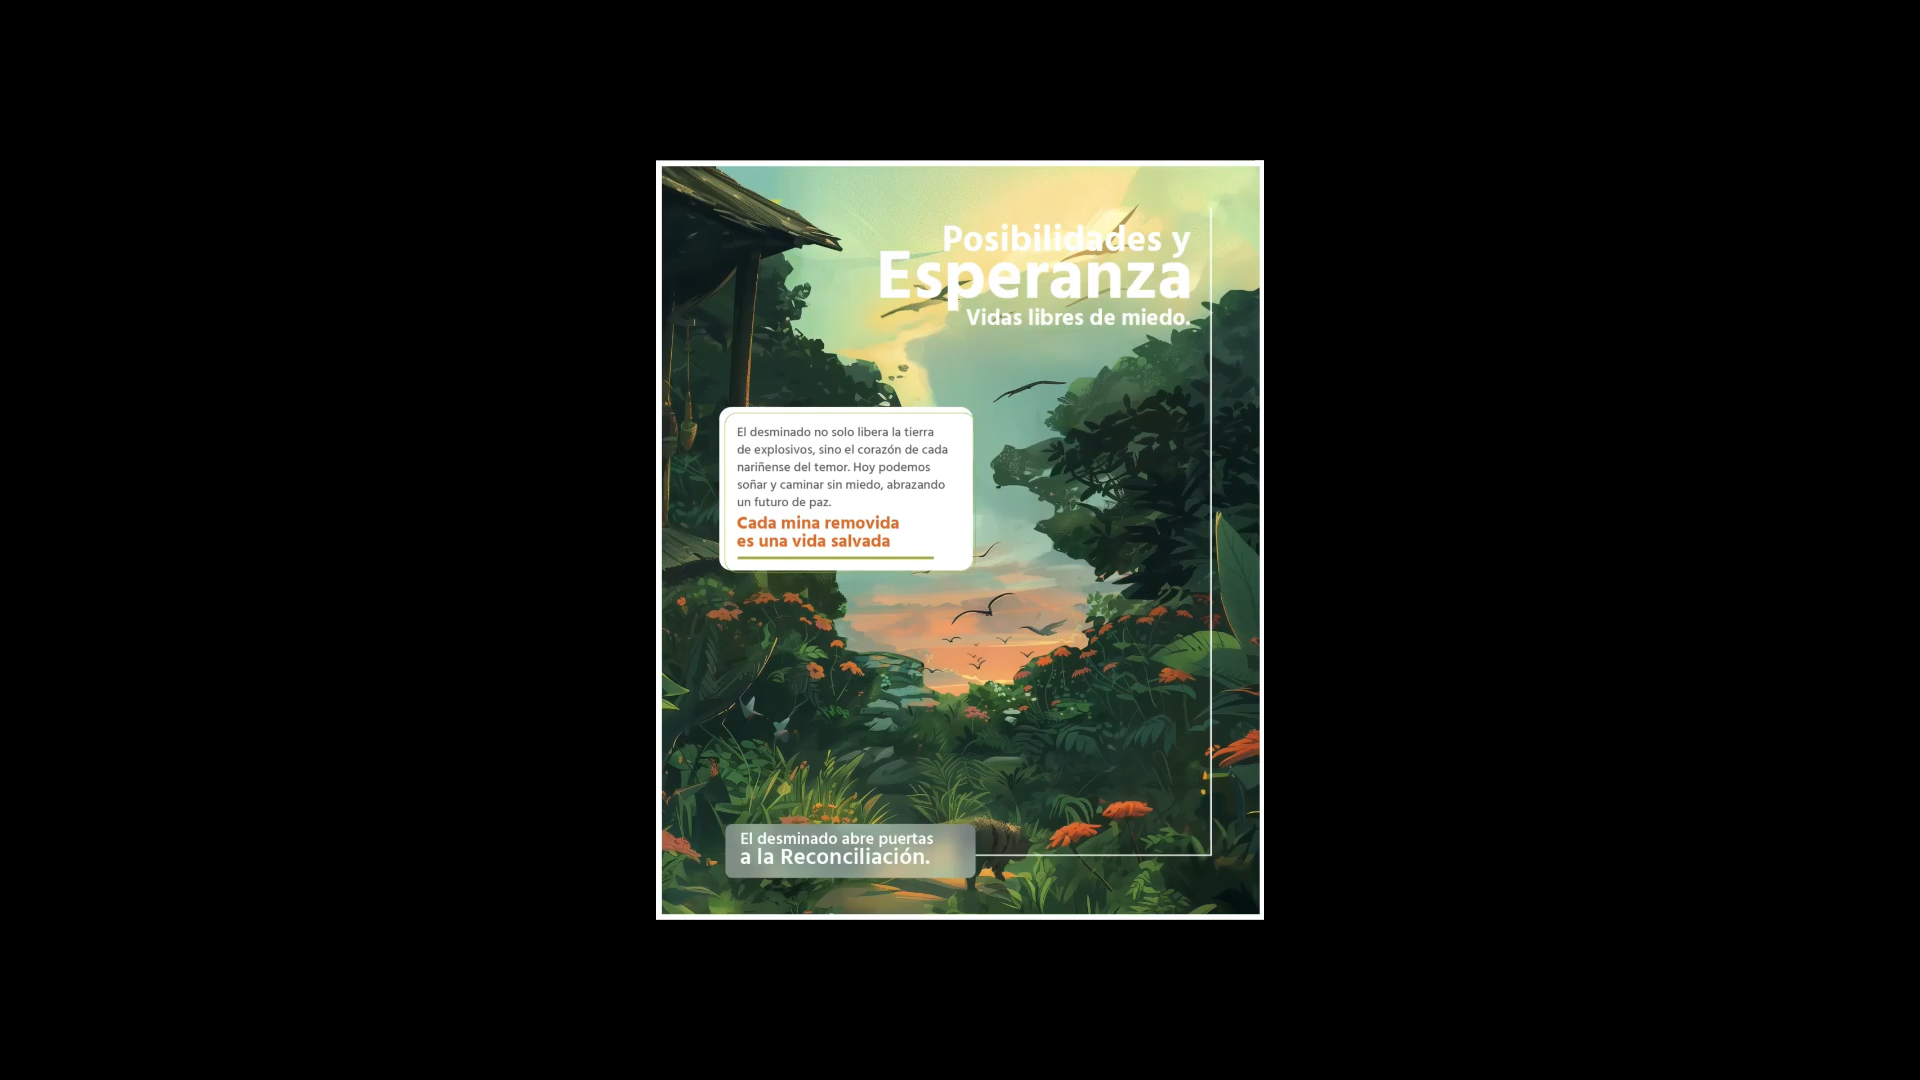 Posibilidades y
Esperanza
Vidas libres de miedo.
El desminado no solo libera la tierra
de explosivos, sino el corazón de cada
nariñense del temor. Hoy podemos
soñar y caminar sin miedo, abrazando
un futuro de paz.
Cada mina removida
es una vida salvada
El desminado abre puertas
a la Reconciliación.